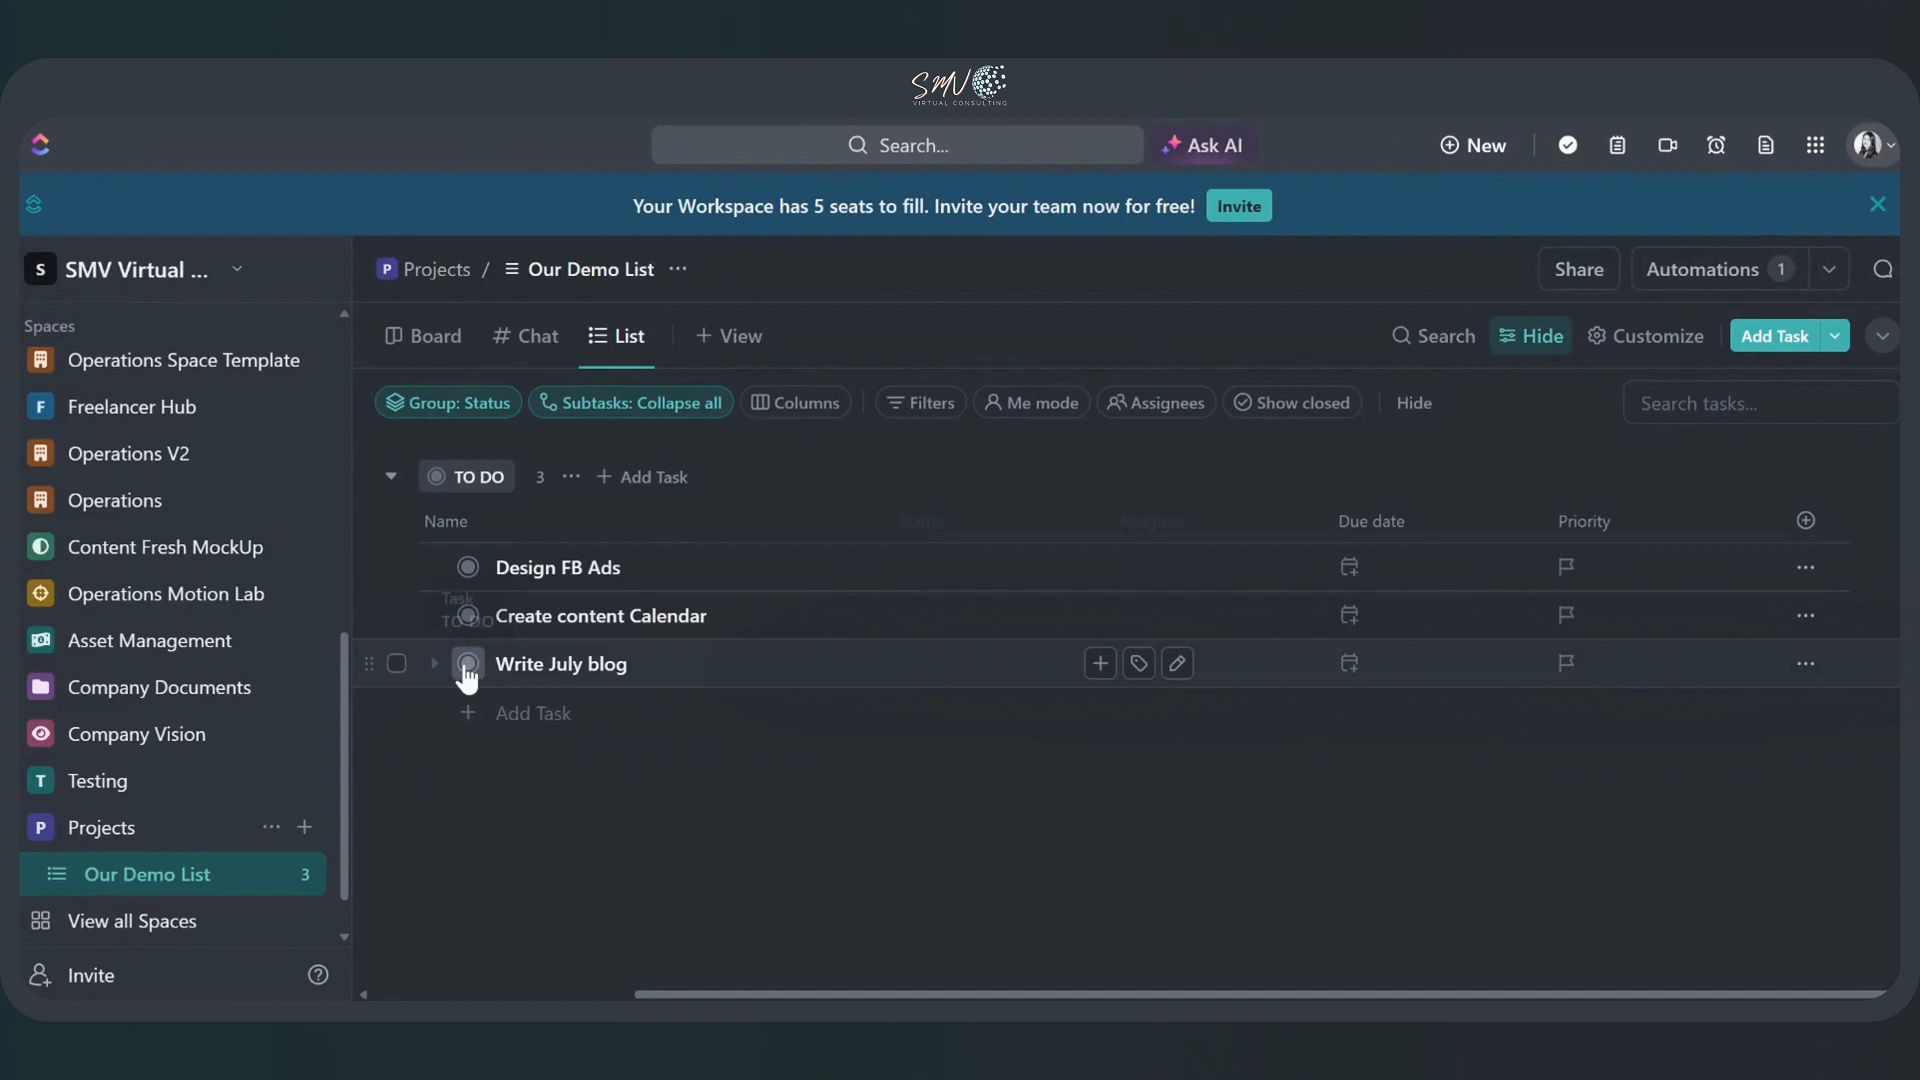 SMV
VIRTUAL CONSULTING
Search...
Ask AI
New
Your Workspace has 5 seats to fill. Invite your team now for free!
Invite
S
SMV Virtual ...
P
Projects / Our Demo List ...
Share
Automations 1
Spaces
Operations Space Template
F
Freelancer Hub
Operations V2
Operations
Content Fresh MockUp
Operations Motion Lab
Asset Management
Company Documents
Company Vision
T
Testing
P
Projects
Our Demo List 3
View all Spaces
Invite
Board
# Chat
List
+ View
Search
Hide
Customize
Add Task
Group: Status
Subtasks: Collapse all
Columns
Filters
Me mode
Assignees
Show closed
Hide
Search tasks...
TO DO 3 ... + Add Task
Name Status Assignee Due date Priority
Design FB Ads
Task
TO DO
Create content Calendar
Write July blog
+ Add Task